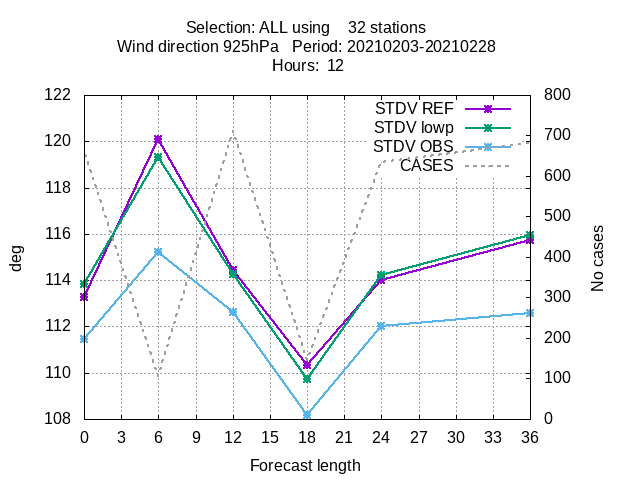 Selection: ALL using    32 stations
Wind direction 925hPa   Period: 20210203-20210228
Hours:  12
STDV REF
STDV lowp
STDV OBS
CASES
deg
122
120
118
116
114
112
110
108
800
700
600
500
400
300
200
100
0
No cases
0 3 6 9 12 15 18 21 24 27 30 33 36
Forecast length